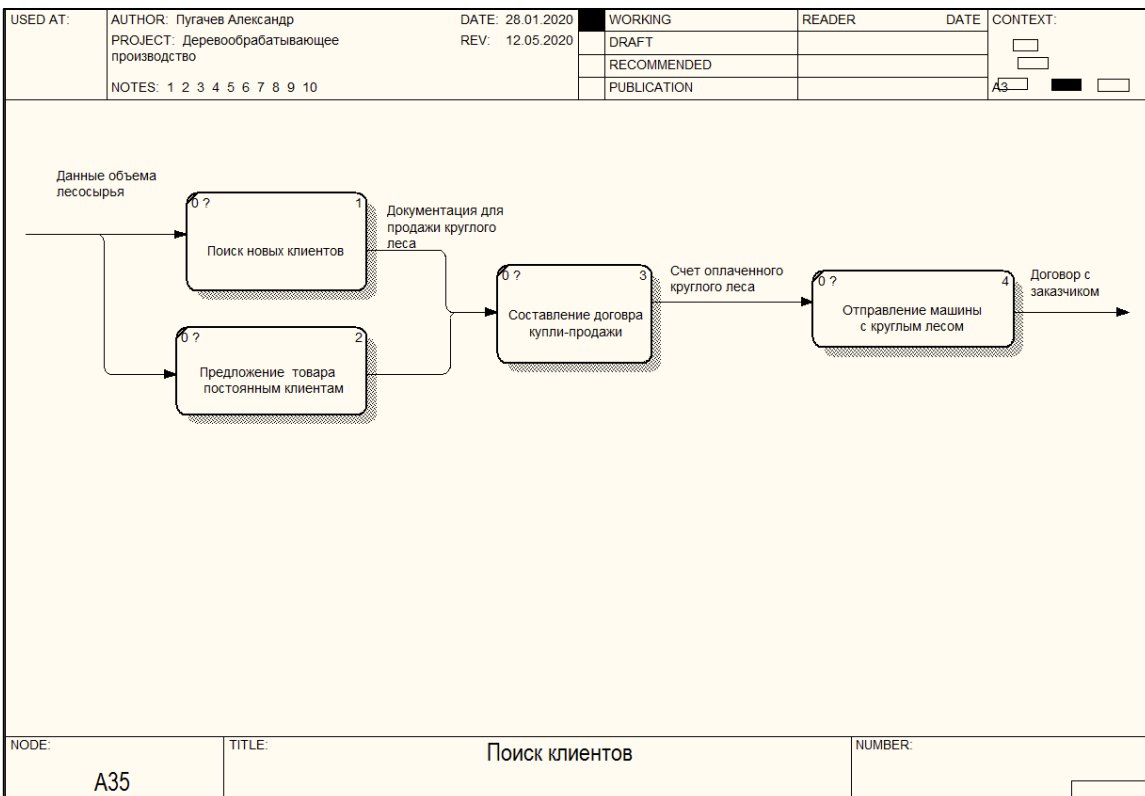 USED AT:
AUTHOR: Пугачев Александр
DATE: 28.01.2020
PROJECT: Деревообрабатывающее
производство
REV: 12.05.2020
NOTES: 1 2 3 4 5 6 7 8 9 10
WORKING
DRAFT
RECOMMENDED
PUBLICATION
READER DATE
CONTEXT:
A3
Данные объема
лесосырья
0 ? 1
Поиск новых клиентов
Документация для
продажи круглого
леса
0 ? 2
Предложение товара
постоянным клиентам
0 ? 3
Составление договра
купли-продажи
Счет оплаченного
круглого леса
0 ? 4
Отправление машины
с круглым лесом
Договор с
заказчиком
NODE:
A35
TITLE:
Поиск клиентов
NUMBER: